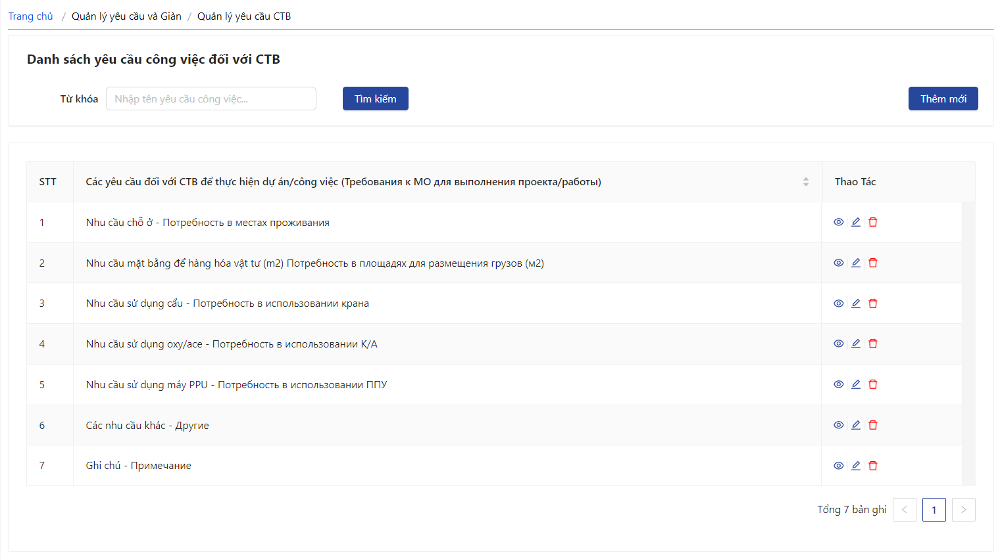 Trang chủ / Quản lý yêu cầu và Giàn / Quản lý yêu cầu CTB
Danh sách yêu cầu công việc đối với CTB
Từ khóa Nhập tên yêu cầu công việc... Tìm kiếm Thêm mới
STT Các yêu cầu đối với CTB để thực hiện dự án/công việc (Требования к МО для выполнения проекта/работы) Thao Tác
1 Nhu cầu chỗ ở - Потребность в местах проживания
2 Nhu cầu mặt bằng để hàng hóa vật tư (m2) Потребность в площадях для размещения грузов (м2)
3 Nhu cầu sử dụng cẩu - Потребность в использовании крана
4 Nhu cầu sử dụng oxy/ace - Потребность в использовании К/А
5 Nhu cầu sử dụng máy PPU - Потребность в использовании ППУ
6 Các nhu cầu khác - Другие
7 Ghi chú - Примечание
Tổng 7 bản ghi < 1 >